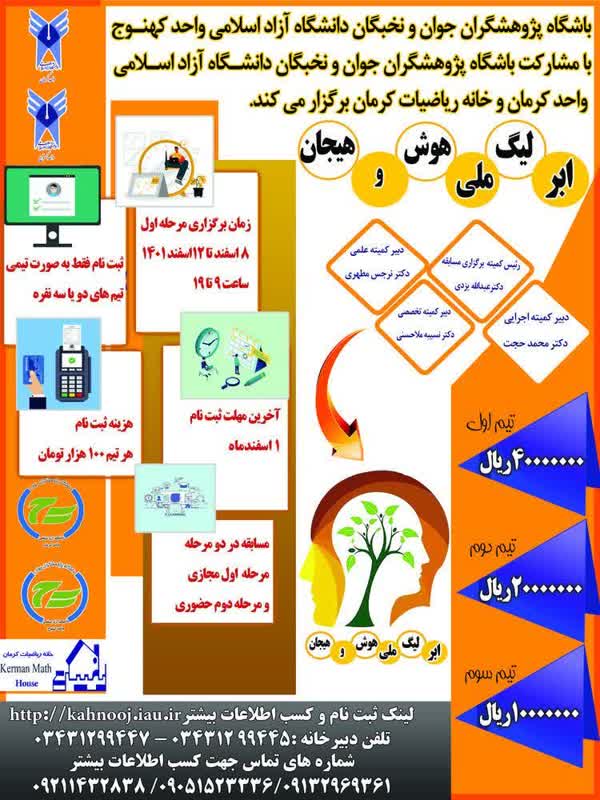 باشگاه پژوهشگران جوان و نخبگان دانشگاه آزاد اسلامی واحد کهنوج
با مشارکت باشگاه پژوهشگران جوان و نخبگان دانشگاه آزاد اسلامی
واحد کرمان و خانه ریاضیات کرمان برگزار می کند.
ابر لیگ ملی هوش و هیجان
رئیس کمیته برگزاری مسابقه
دکتر عبدالله یزدی
دبیر کمیته علمی
دکتر نرجس مطهری
دبیر کمیته اجرایی
دکتر محمد حجت
دبیر کمیته تخصصی
دکتر نسیبه ملاحسنی
زمان برگزاری مرحله اول
۸ اسفند تا ۱۲ اسفند ۱۴۰۱
ساعت ۹ تا ۱۹
ثبت نام فقط به صورت تیمی
تیم های دو یا سه نفره
آخرین مهلت ثبت نام
۱ اسفندماه
هزینه ثبت نام
هر تیم ۱۰۰ هزار تومان
مسابقه در دو مرحله
مرحله اول مجازی
و مرحله دوم حضوری
تیم اول
۴۰۰۰۰۰۰۰ ریال
تیم دوم
۲۰۰۰۰۰۰۰ ریال
تیم سوم
۱۰۰۰۰۰۰۰ ریال
ابر لیگ ملی هوش و هیجان
خانه ریاضیات کرمان
Kerman Math
House
لینک ثبت نام و کسب اطلاعات بیشتر http://kahnooj.iau.ir
تلفن دبیرخانه :۰۳۴۳۱۲۹۹۴۴۵ - ۰۳۴۳۱۲۹۹۴۴۷
شماره های تماس جهت کسب اطلاعات بیشتر
۰۹۲۱۱۴۳۲۸۳۸ /۰۹۰۵۱۵۲۳۳۳۶/۰۹۱۳۲۹۶۹۳۶۱